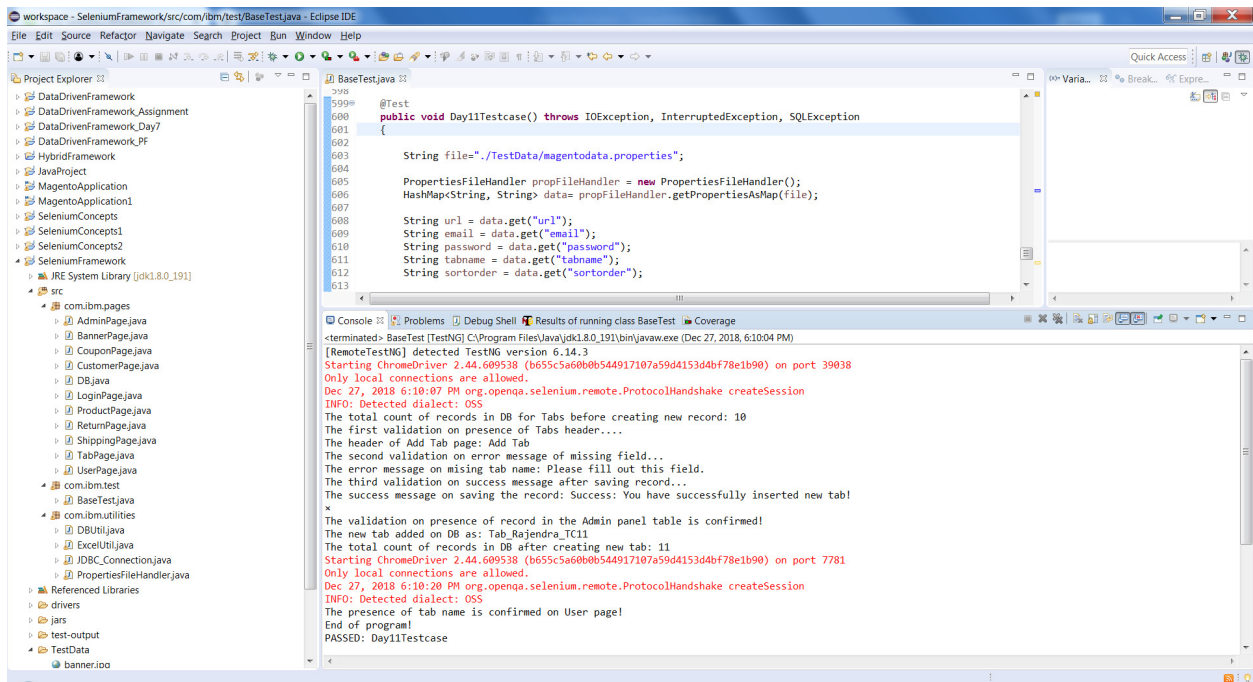 workspace - SeleniumFramework/src/com/ibm/test/BaseTest.java - Eclipse IDE
File Edit Source Refactor Navigate Search Project Run Window Help
Quick Access
Project Explorer
DataDrivenFramework
DataDrivenFramework_Assignment
DataDrivenFramework_Day7
DataDrivenFramework_PF
HybridFramework
JavaProject
MagentoApplication
MagentoApplication1
SeleniumConcepts
SeleniumConcepts1
SeleniumConcepts2
SeleniumFramework
JRE System Library [jdk1.8.0_191]
src
com.ibm.pages
AdminPage.java
BannerPage.java
CouponPage.java
CustomerPage.java
DB.java
LoginPage.java
ProductPage.java
ReturnPage.java
ShippingPage.java
TabPage.java
UserPage.java
com.ibm.test
BaseTest.java
com.ibm.utilities
DBUtil.java
ExcelUtil.java
JDBC_Connection.java
PropertiesFileHandler.java
Referenced Libraries
drivers
jars
test-output
TestData
banner.jpg
BaseTest.java
598
599 @Test
600 public void Day11Testcase() throws IOException, InterruptedException, SQLException
601 {
602
603 String file="./TestData/magentodata.properties";
604
605 PropertiesFileHandler propFileHandler = new PropertiesFileHandler();
606 HashMap<String, String> data= propFileHandler.getPropertiesAsMap(file);
607
608 String url = data.get("url");
609 String email = data.get("email");
610 String password = data.get("password");
611 String tabname = data.get("tabname");
612 String sortorder = data.get("sortorder");
613
(x)= Varia... Break... Expre...
Console Problems Debug Shell Results of running class BaseTest Coverage
<terminated> BaseTest [TestNG] C:\Program Files\Java\jdk1.8.0_191\bin\javaw.exe (Dec 27, 2018, 6:10:04 PM)
[RemoteTestNG] detected TestNG version 6.14.3
Starting ChromeDriver 2.44.609538 (b655c5a60b0b544917107a59d4153d4bf78e1b90) on port 39038
Only local connections are allowed.
Dec 27, 2018 6:10:07 PM org.openqa.selenium.remote.ProtocolHandshake createSession
INFO: Detected dialect: OSS
The total count of records in DB for Tabs before creating new record: 10
The first validation on presence of Tabs header....
The header of Add Tab page: Add Tab
The second validation on error message of missing field...
The error message on mising tab name: Please fill out this field.
The third validation on success message after saving record...
The success message on saving the record: Success: You have successfully inserted new tab!
×
The validation on presence of record in the Admin panel table is confirmed!
The new tab added on DB as: Tab_Rajendra_TC11
The total count of records in DB after creating new tab: 11
Starting ChromeDriver 2.44.609538 (b655c5a60b0b544917107a59d4153d4bf78e1b90) on port 7781
Only local connections are allowed.
Dec 27, 2018 6:10:20 PM org.openqa.selenium.remote.ProtocolHandshake createSession
INFO: Detected dialect: OSS
The presence of tab name is confirmed on User page!
End of program!
PASSED: Day11Testcase